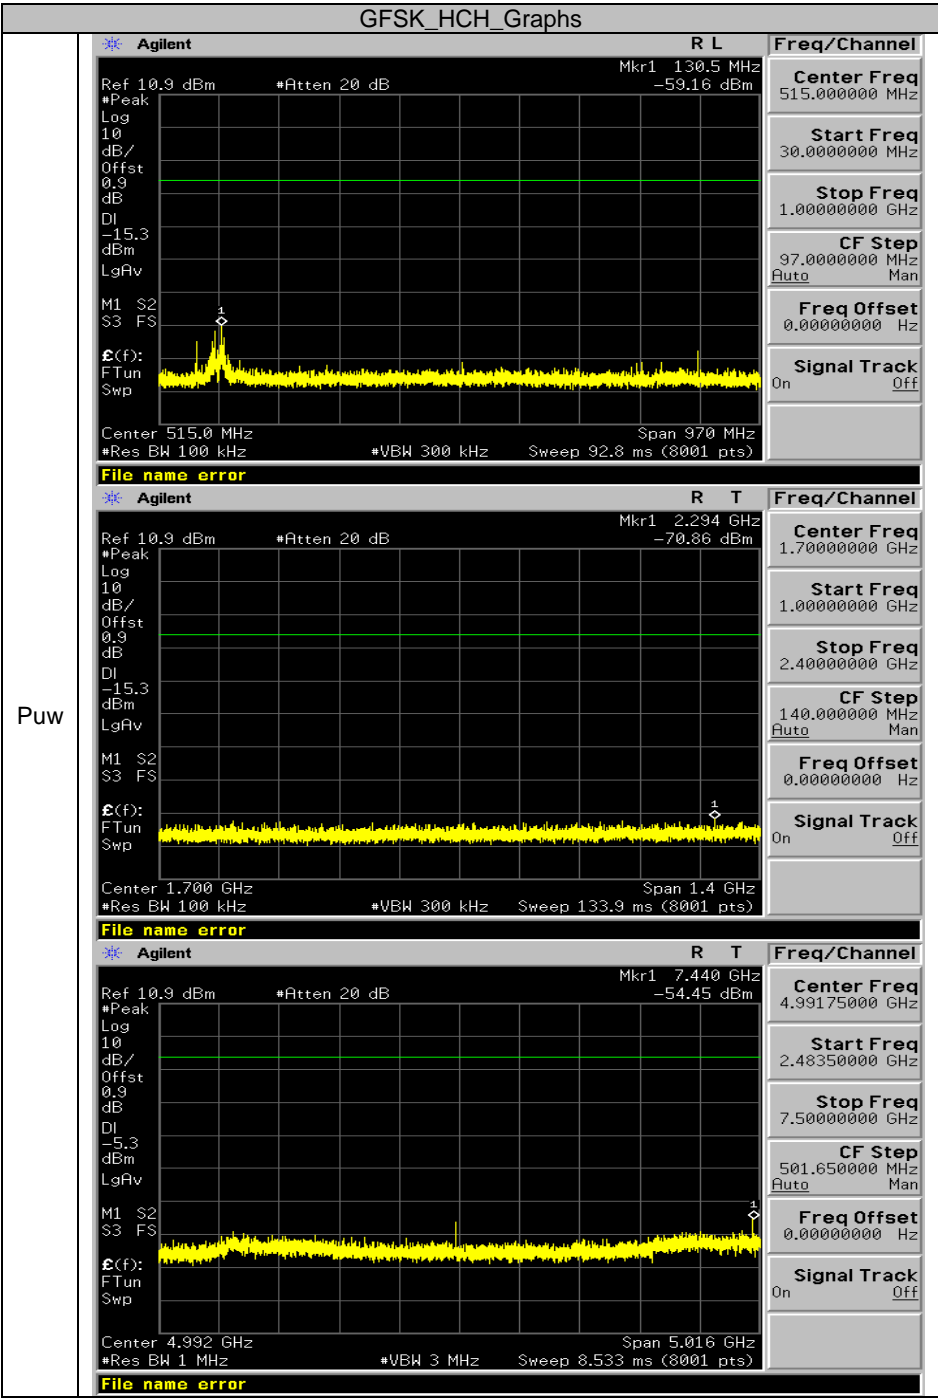 GFSK_HCH_Graphs
Puw
Agilent R L Freq/Channel
Mkr1 130.5 MHz
Ref 10.9 dBm #Atten 20 dB -59.16 dBm
#Peak
Log
10
dB/
Offst
0.9
dB
DI
-15.3
dBm
LgAv
M1 S2
S3 FS
£(f):
FTun
Swp
1
Center 515.0 MHz Span 970 MHz
#Res BW 100 kHz #VBW 300 kHz Sweep 92.8 ms (8001 pts)
File name error
Center Freq
515.000000 MHz
Start Freq
30.0000000 MHz
Stop Freq
1.00000000 GHz
CF Step
97.0000000 MHz
Auto Man
Freq Offset
0.00000000 Hz
Signal Track
On Off
Agilent R T Freq/Channel
Mkr1 2.294 GHz
Ref 10.9 dBm #Atten 20 dB -70.86 dBm
#Peak
Log
10
dB/
Offst
0.9
dB
DI
-15.3
dBm
LgAv
M1 S2
S3 FS
£(f):
FTun
Swp
1
Center 1.700 GHz Span 1.4 GHz
#Res BW 100 kHz #VBW 300 kHz Sweep 133.9 ms (8001 pts)
File name error
Center Freq
1.70000000 GHz
Start Freq
1.00000000 GHz
Stop Freq
2.40000000 GHz
CF Step
140.000000 MHz
Auto Man
Freq Offset
0.00000000 Hz
Signal Track
On Off
Agilent R T Freq/Channel
Mkr1 7.440 GHz
Ref 10.9 dBm #Atten 20 dB -54.45 dBm
#Peak
Log
10
dB/
Offst
0.9
dB
DI
-5.3
dBm
LgAv
M1 S2
S3 FS
£(f):
FTun
Swp
1
Center 4.992 GHz Span 5.016 GHz
#Res BW 1 MHz #VBW 3 MHz Sweep 8.533 ms (8001 pts)
File name error
Center Freq
4.99175000 GHz
Start Freq
2.48350000 GHz
Stop Freq
7.50000000 GHz
CF Step
501.650000 MHz
Auto Man
Freq Offset
0.00000000 Hz
Signal Track
On Off